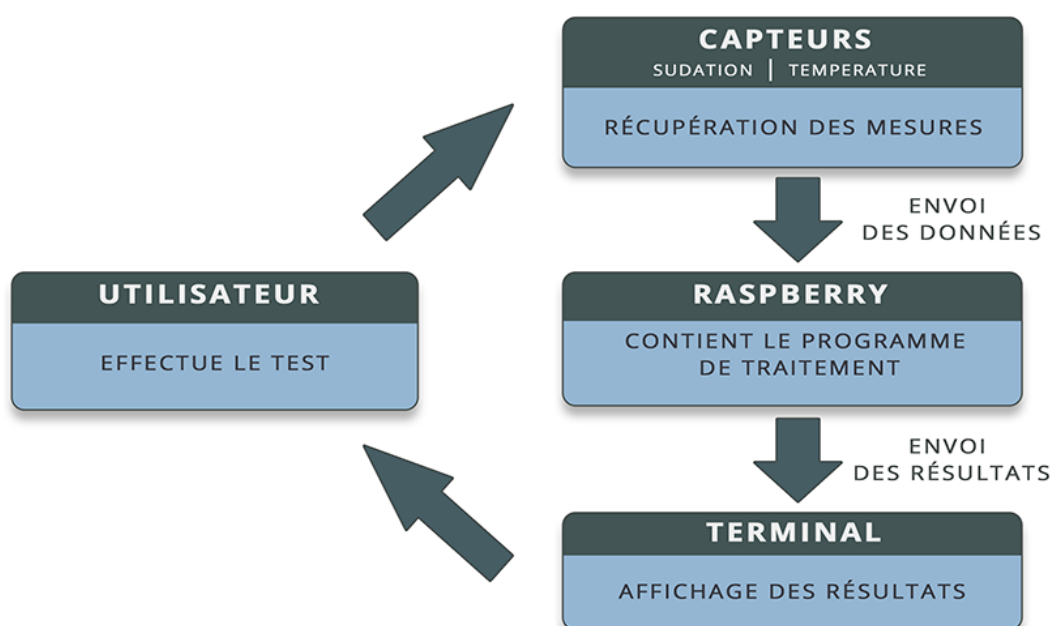 CAPTEURS
SUDATION | TEMPERATURE
RÉCUPÉRATION DES MESURES
ENVOI
DES DONNÉES
UTILISATEUR
EFFECTUE LE TEST
RASPBERRY
CONTIENT LE PROGRAMME
DE TRAITEMENT
ENVOI
DES RÉSULTATS
TERMINAL
AFFICHAGE DES RÉSULTATS